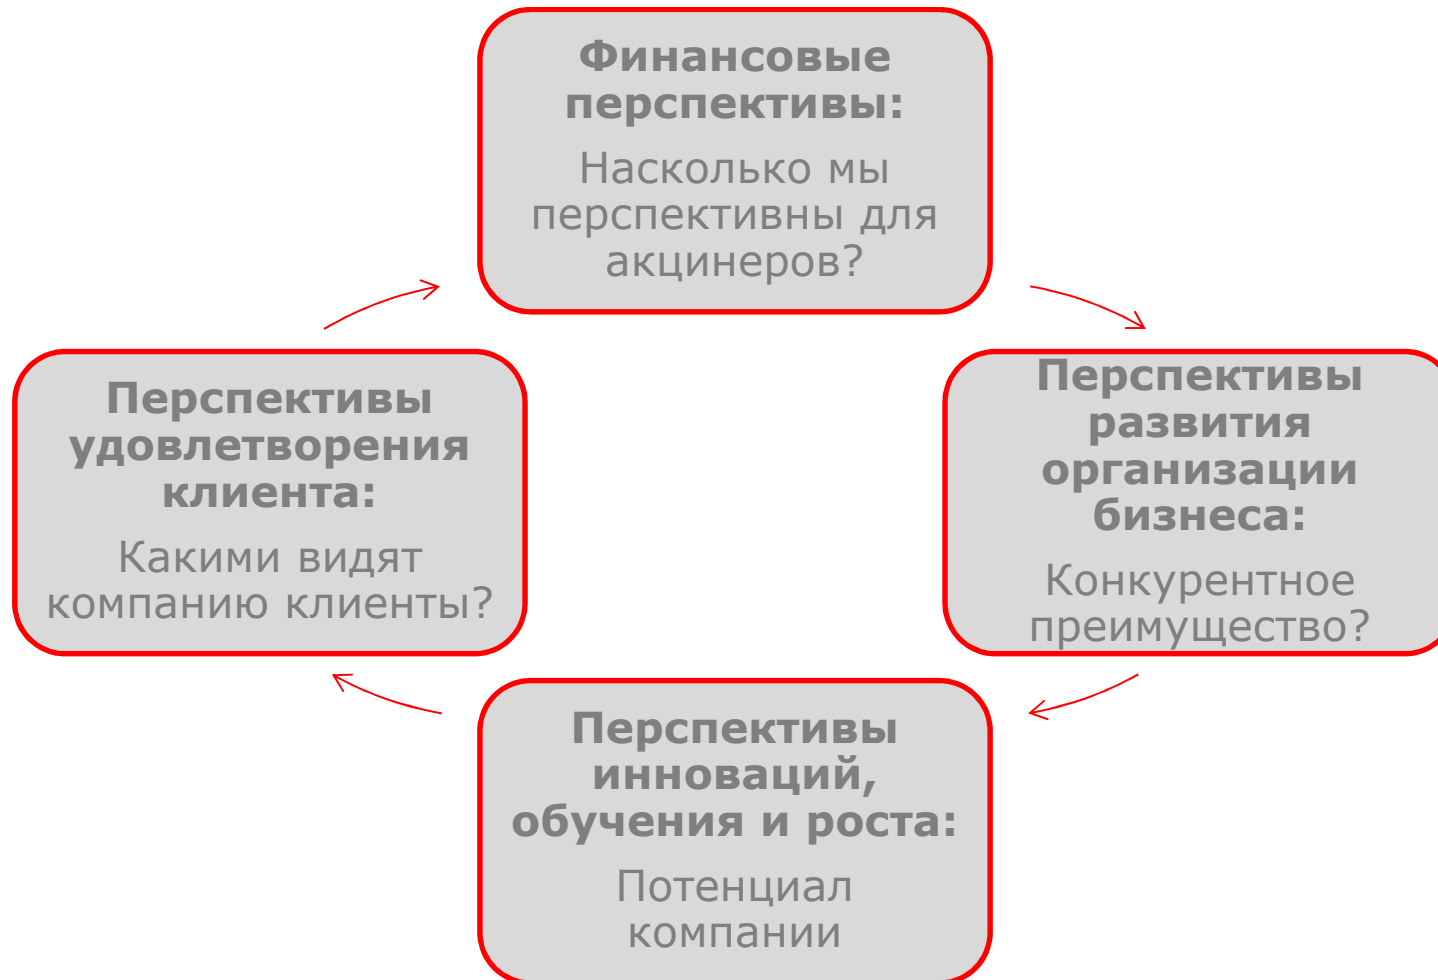 Финансовые
перспективы:
Насколько мы
перспективны для
акцинеров?
Перспективы
удовлетворения
клиента:
Какими видят
компанию клиенты?
Перспективы
развития
организации
бизнеса:
Конкурентное
преимущество?
Перспективы
инноваций,
обучения и роста:
Потенциал
компании